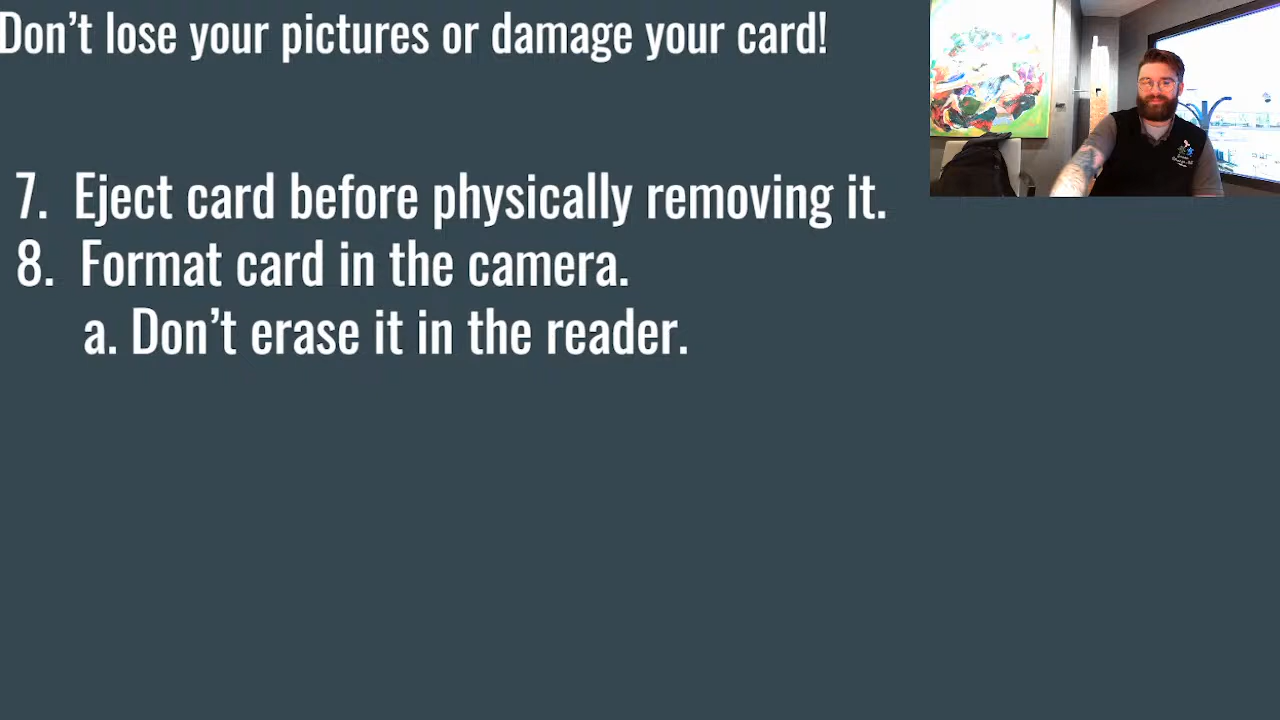 Don't lose your pictures or damage your card!
7. Eject card before physically removing it.
8. Format card in the camera.
a. Don't erase it in the reader.